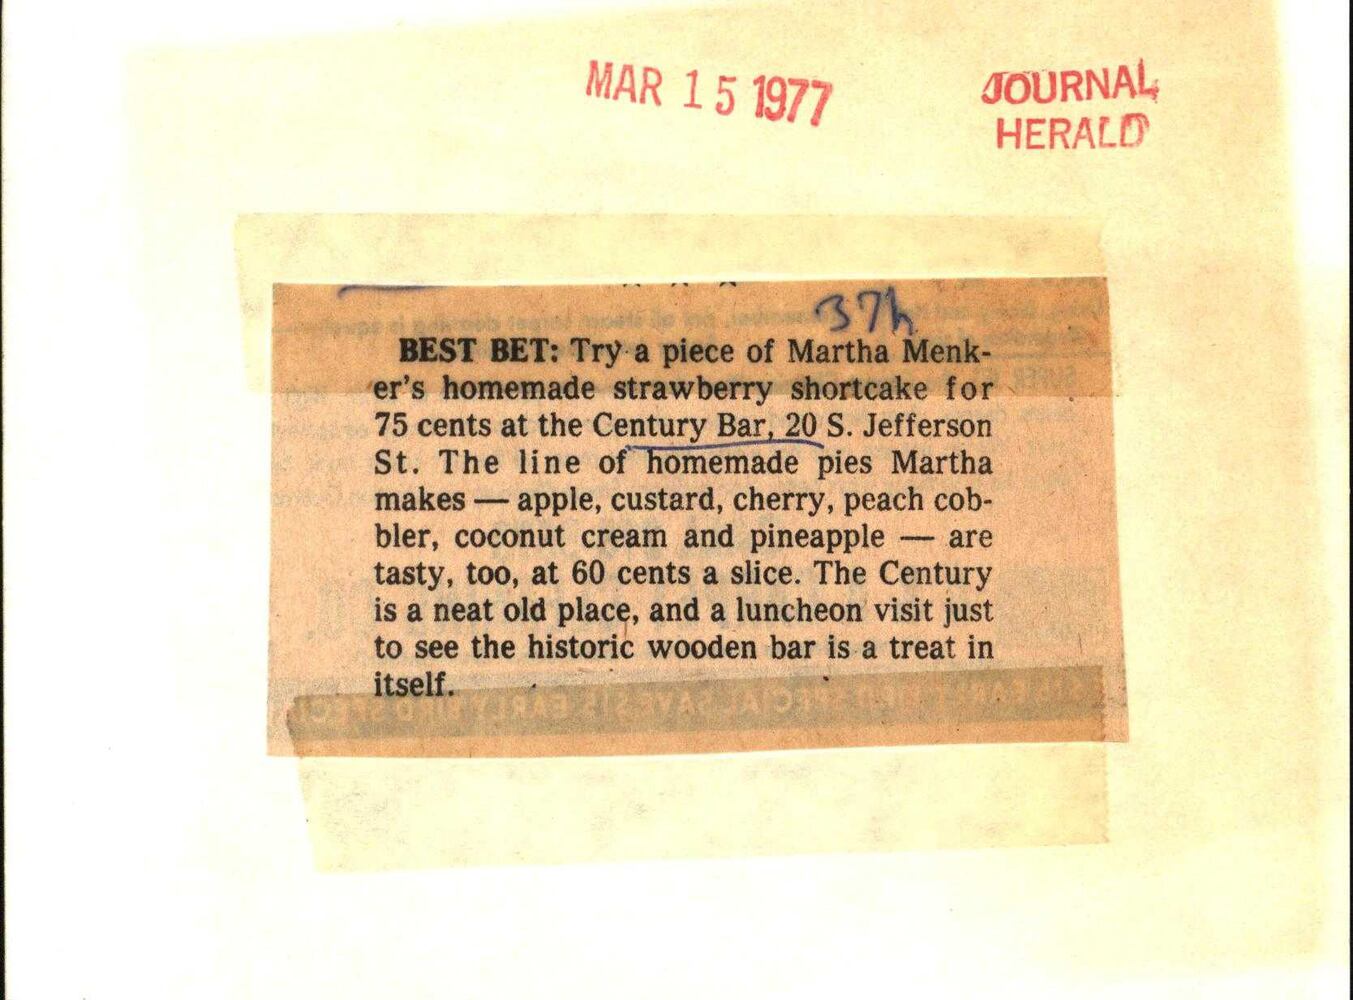 MAR 15 1977
JOURNAL
HERALD
37h
BEST BET: Try a piece of Martha Menk-
er's homemade strawberry shortcake for
75 cents at the Century Bar, 20 S. Jefferson
St. The line of homemade pies Martha
makes — apple, custard, cherry, peach cob-
bler, coconut cream and pineapple — are
tasty, too, at 60 cents a slice. The Century
is a neat old place, and a luncheon visit just
to see the historic wooden bar is a treat in
itself.